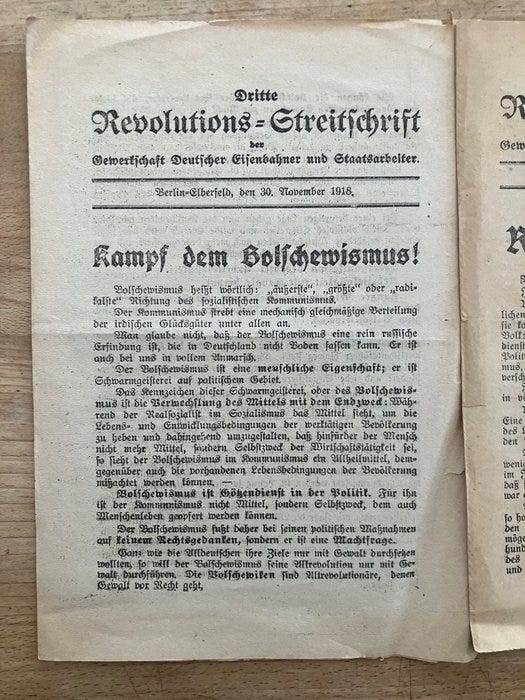 Dritte
Revolutions-Streitschrift
der
Gewerkschaft Deutscher Eisenbahner und Staatsarbeiter.
Berlin-Elberfeld, den 30. November 1918.
Kampf dem Bolschewismus!
Bolschewismus heißt wörtlich: „äußerste", „größte" oder „radi-
kalste" Richtung des sozialistischen Kommunismus.
Der Kommunismus strebt eine mechanisch gleichmäßige Verteilung
der irdischen Glücksgüter unter allen an.
Man glaube nicht, daß der Bolschewismus eine rein russische
Erfindung ist, die in Deutschland nicht Boden fassen kann. Er ist
auch bei uns in vollem Anmarsch.
Der Bolschewismus ist eine menschliche Eigenschaft; er ist
Schwarmgeisterei auf politischem Gebiet.
Das Kennzeichen dieser Schwarmgeisterei, oder des Bolschewis-
mus ist die Verwechslung des Mittels mit dem Endzweck: Wäh-
rend der Realsozialist im Sozialismus das Mittel sieht, um die
Lebens- und Entwicklungsbedingungen der werktätigen Bevölkerung
zu heben und dahingehend umzugestalten, daß hinfürder der Mensch
nicht mehr Mittel, sondern Selbstzweck der Wirtschaftstätigkeit sei,
so sieht der Bolschewismus im Kommunismus ein Allheilmittel, dem-
gegenüber auch die vorhandenen Lebensbedingungen der Bevölkerung
mißachtet werden können. —
Bolschewismus ist Götzendienst in der Politik. Für ihn
ist der Kommunismus nicht Mittel, sondern Selbstzweck, dem auch
Menschenleben geopfert werden können.
Der Bolschewismus fußt daher bei seinen politischen Maßnahmen
auf keinem Rechtsgedanken, sondern er ist eine Machtfrage.
Ganz wie die Alldeutschen ihre Ziele nur mit Gewalt durchsetzen
wollten, so will der Bolschewismus seine Allrevolution nur mit Ge-
walt durchführen. Die Bolschewiken sind Allrevolutionäre, denen
Gewalt vor Recht geht,